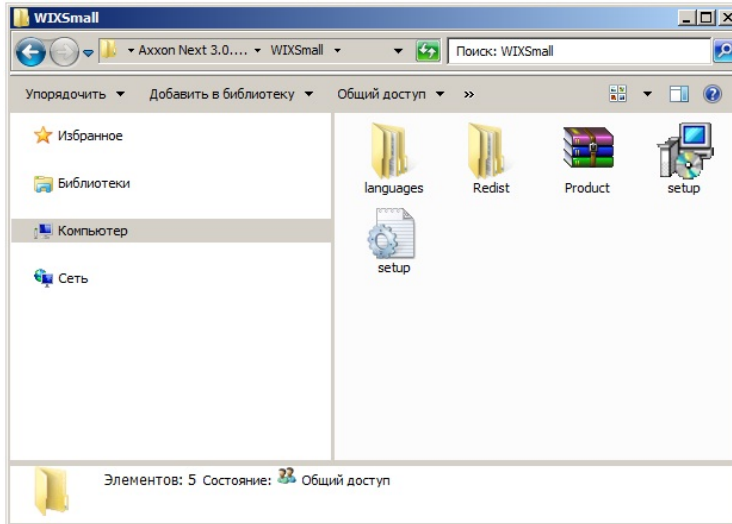 WIXSmall
Axxon Next 3.0.... WIXSmall Поиск: WIXSmall
Упорядочить Добавить в библиотеку Общий доступ »
Избранное
Библиотеки
Компьютер
Сеть
languages Redist Product setup
setup
Элементов: 5 Состояние: Общий доступ